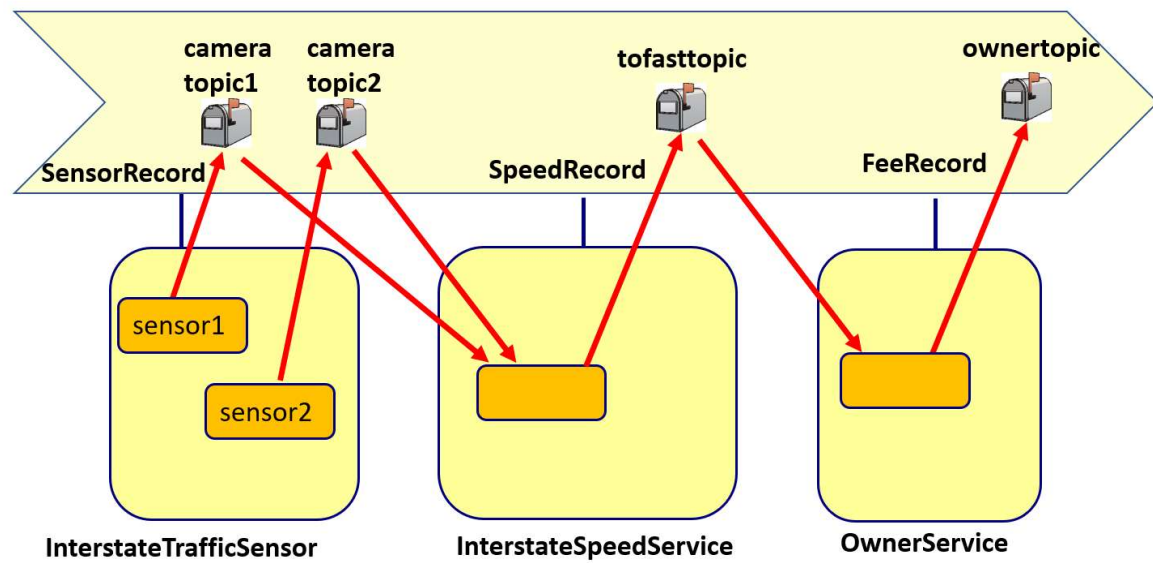 camera
topic1
camera
topic2
tofasttopic
ownertopic
SensorRecord
SpeedRecord
FeeRecord
sensor1
sensor2
InterstateTrafficSensor
InterstateSpeedService
OwnerService